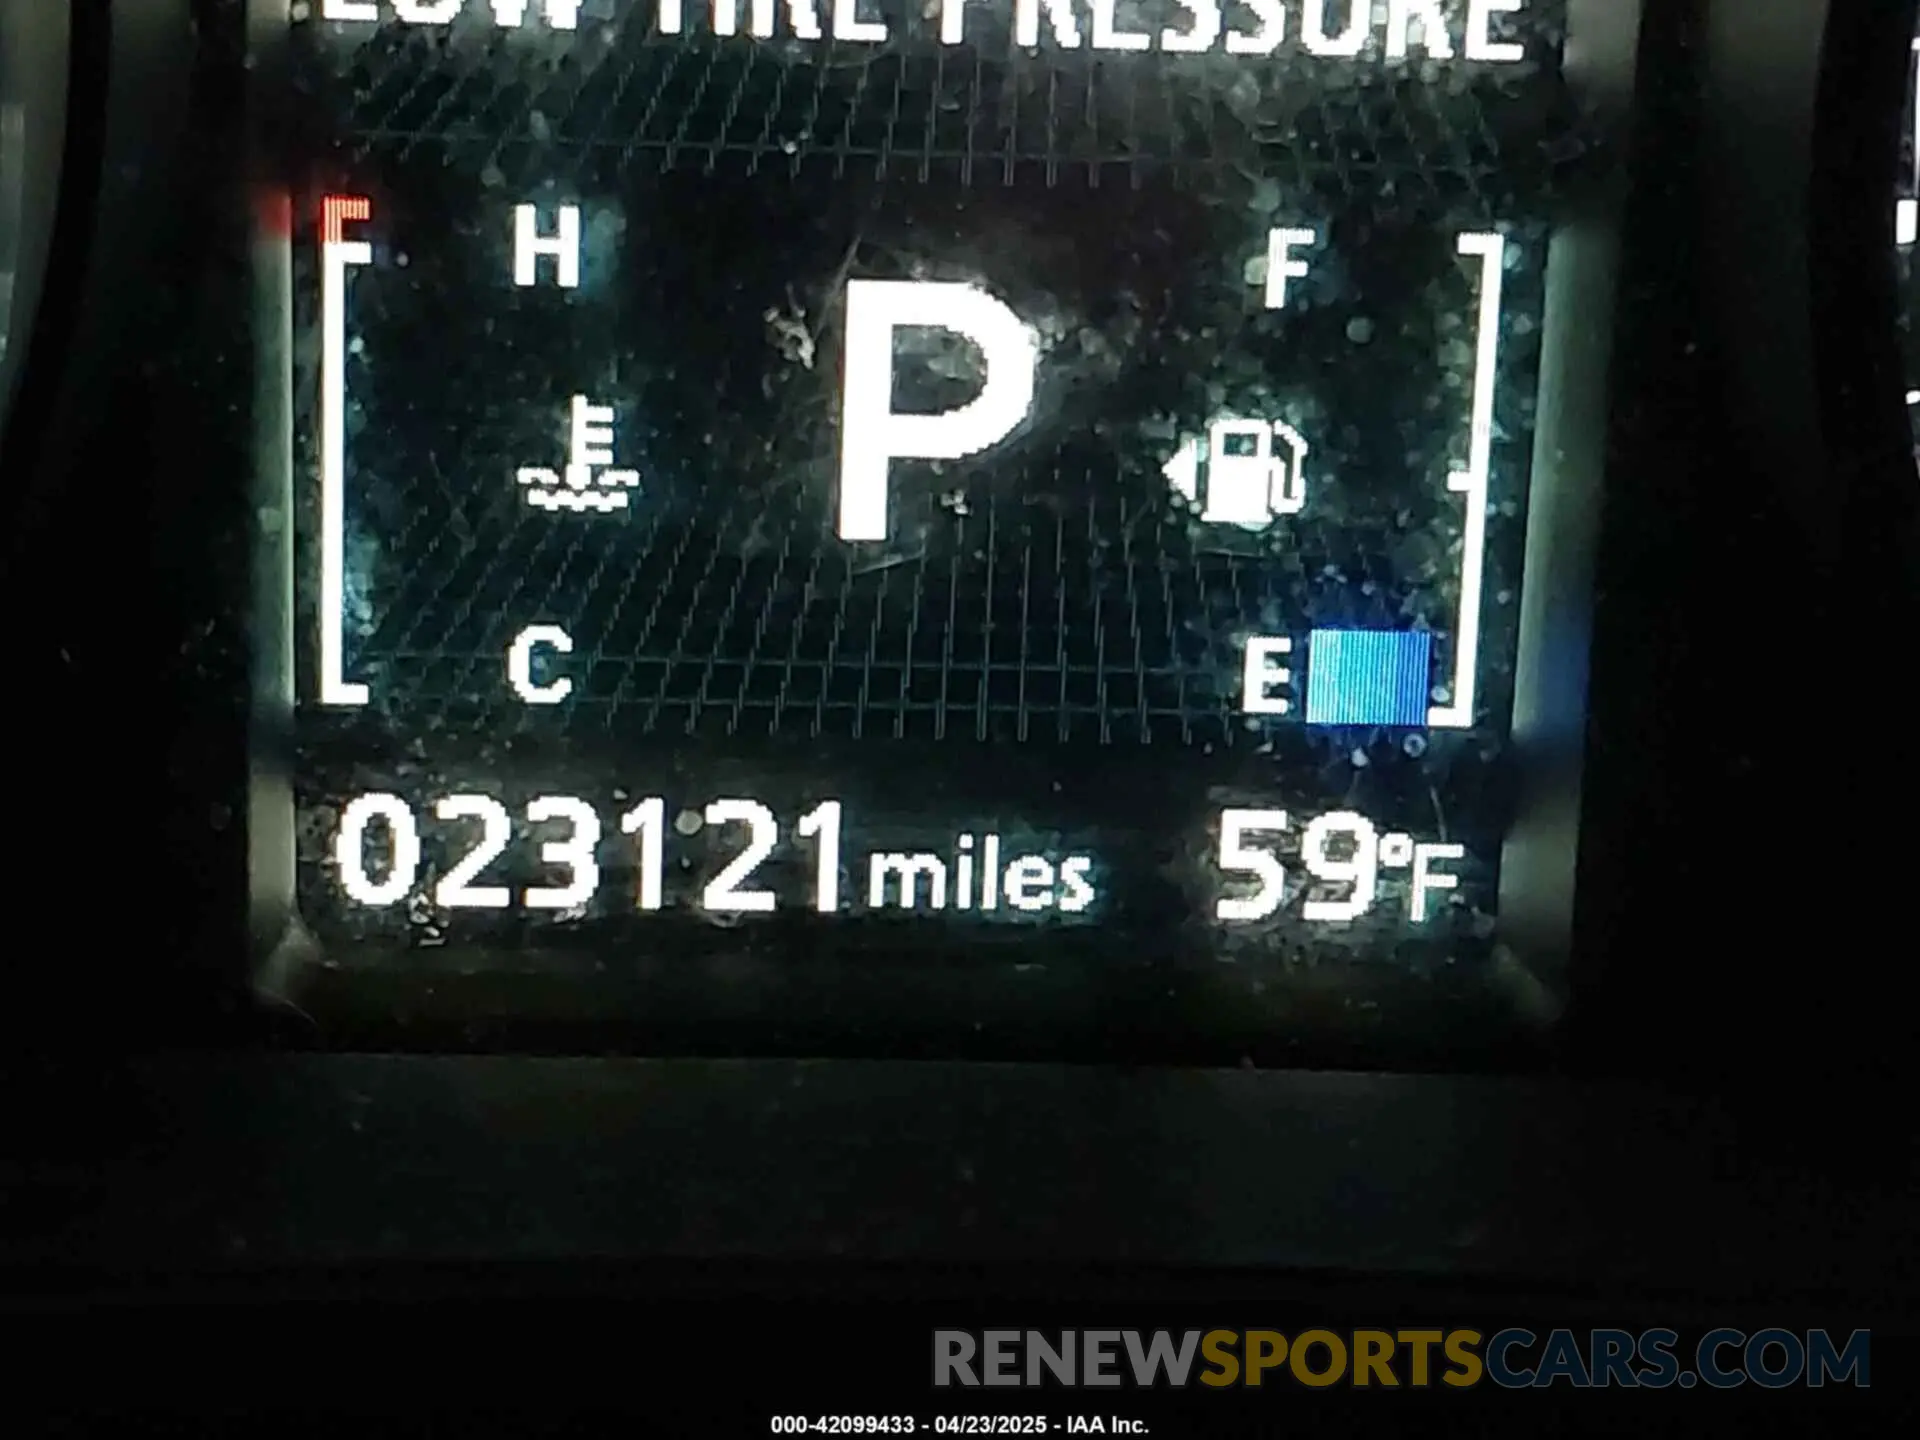 LOW TIRE PRESSURE
H F
P
C E
023121 miles 59°F
RENEWSPORTSCARS.COM
000-42099433 - 04/23/2025 - IAA Inc.